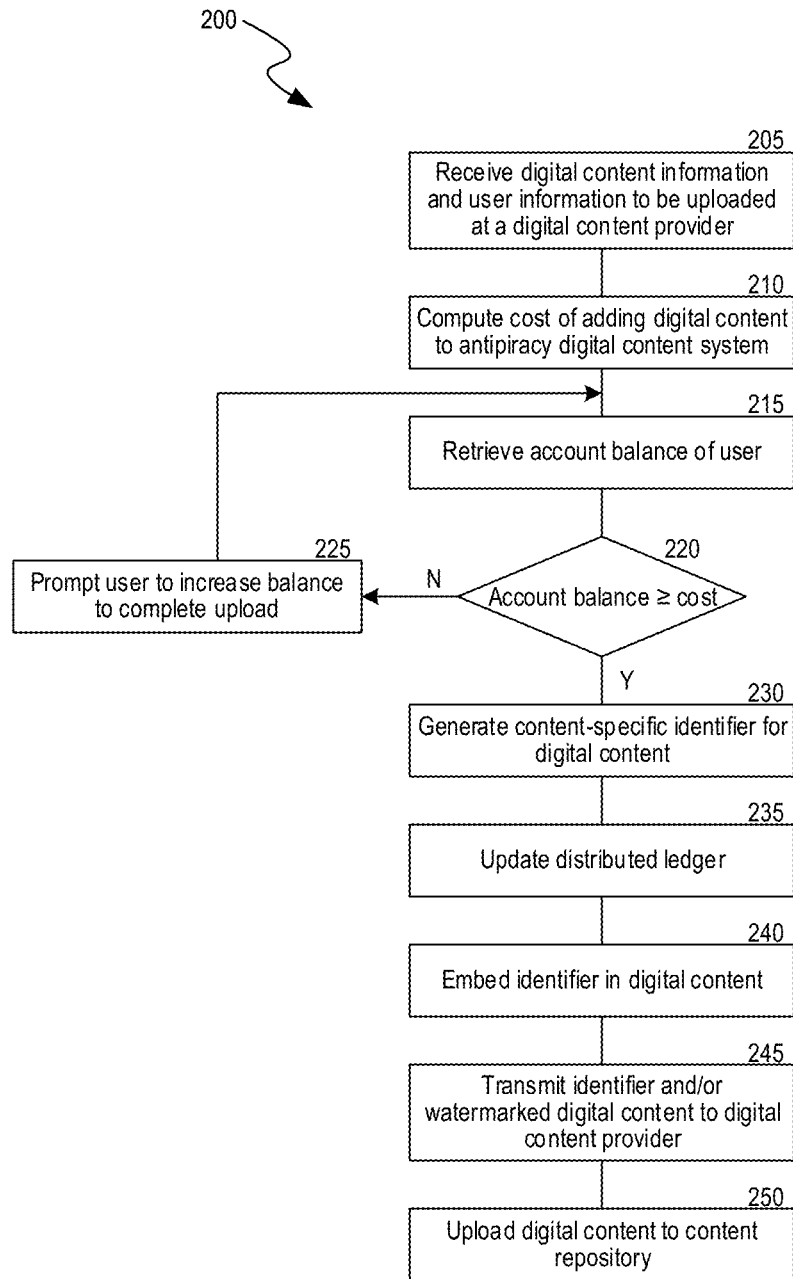 200
205
Receive digital content information
and user information to be uploaded
at a digital content provider
210
Compute cost of adding digital content
to antipiracy digital content system
215
Retrieve account balance of user
220
Account balance ≥ cost
N
225
Prompt user to increase balance
to complete upload
Y
230
Generate content-specific identifier for
digital content
235
Update distributed ledger
240
Embed identifier in digital content
245
Transmit identifier and/or
watermarked digital content to digital
content provider
250
Upload digital content to content
repository